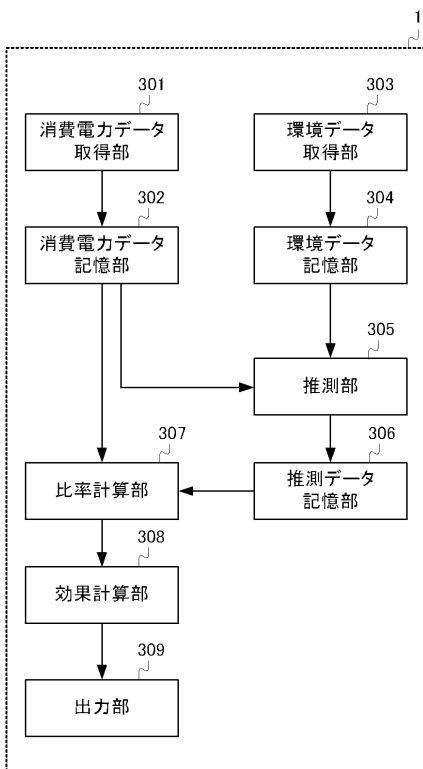 1
301
303
消費電力データ
取得部
環境データ
取得部
302
304
消費電力データ
記憶部
環境データ
記憶部
305
推測部
307
306
比率計算部
推測データ
記憶部
308
効果計算部
309
出力部